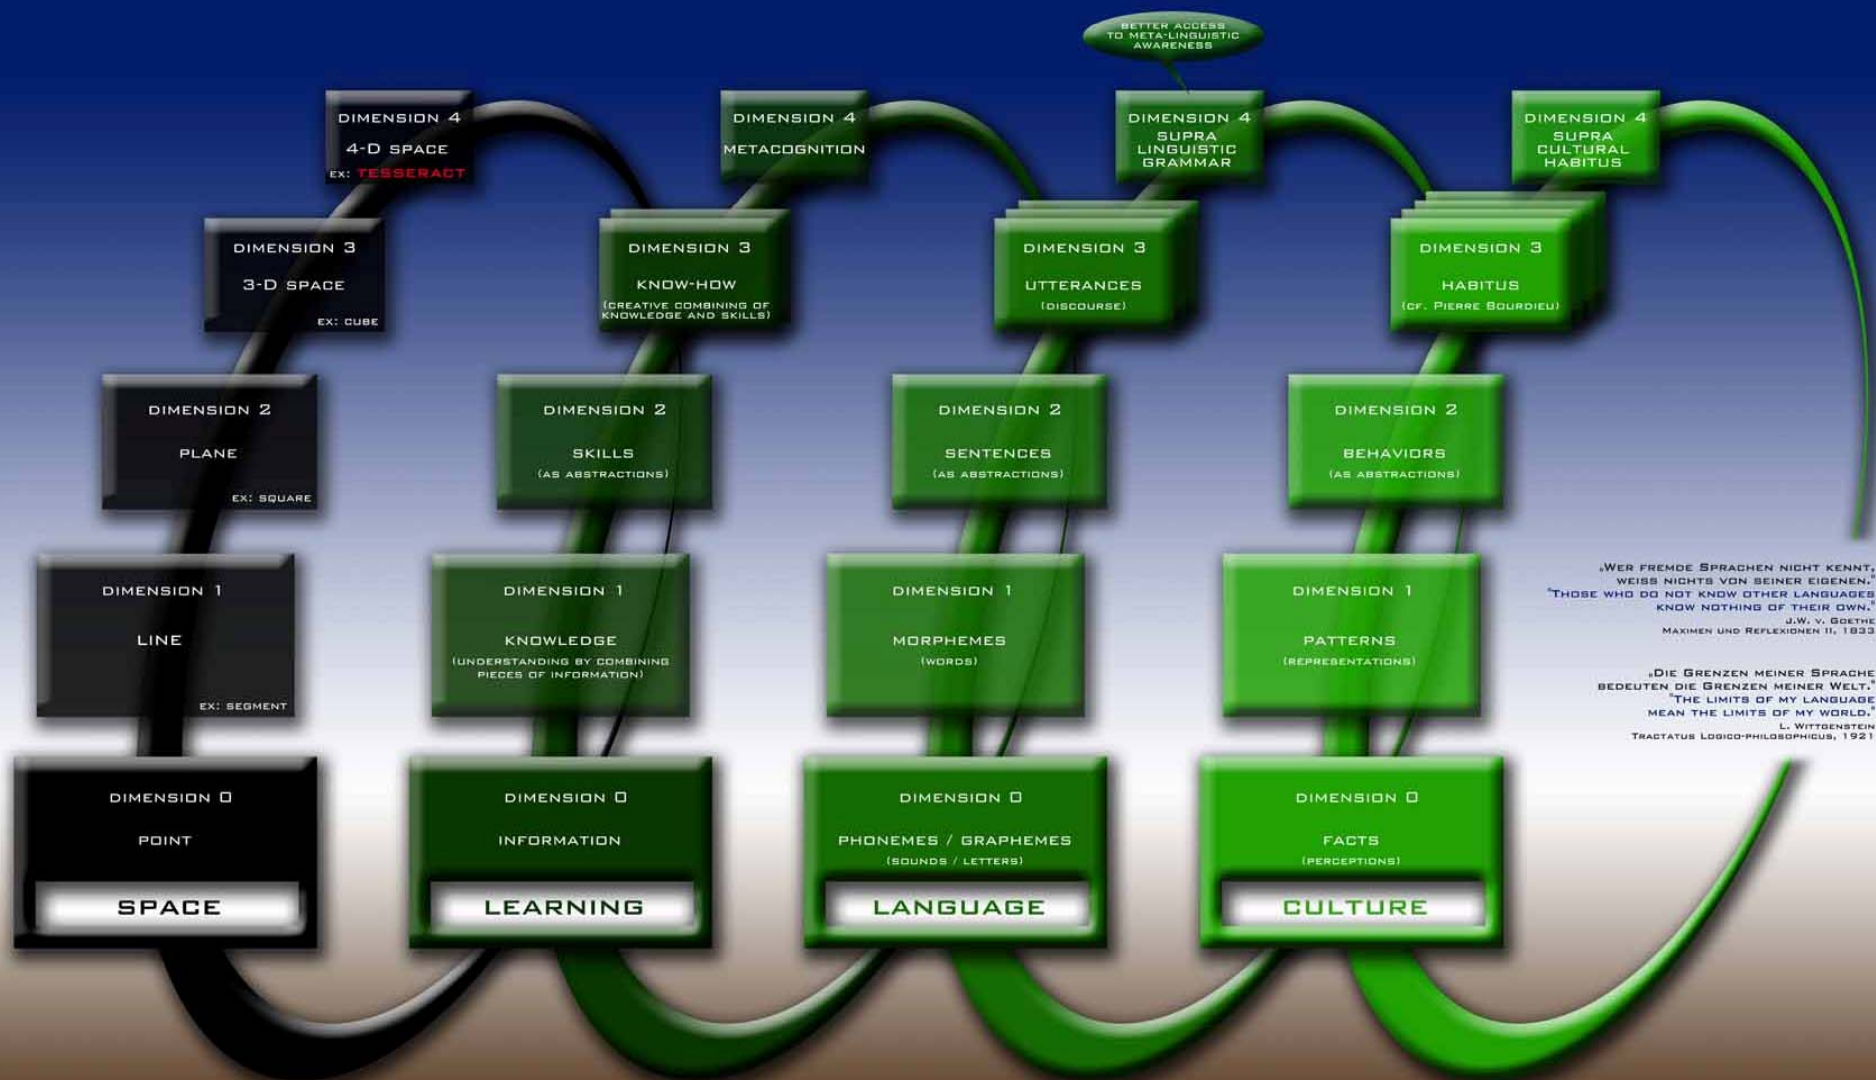 BETTER ACCESS
TO META-LINGUISTIC
AWARENESS
DIMENSION 4
4-D SPACE
EX: TESSERACT
DIMENSION 3
3-D SPACE
EX: CUBE
DIMENSION 2
PLANE
EX: SQUARE
DIMENSION 1
LINE
EX: SEGMENT
DIMENSION 0
POINT
SPACE
DIMENSION 4
METACOGNITION
DIMENSION 3
KNOW-HOW
(CREATIVE COMBINING OF
KNOWLEDGE AND SKILLS)
DIMENSION 2
SKILLS
(AS ABSTRACTIONS)
DIMENSION 1
KNOWLEDGE
(UNDERSTANDING BY COMBINING
PIECES OF INFORMATION)
DIMENSION 0
INFORMATION
LEARNING
DIMENSION 4
SUPRA
LINGUISTIC
GRAMMAR
DIMENSION 3
UTTERANCES
(DISCOURSE)
DIMENSION 2
SENTENCES
(AS ABSTRACTIONS)
DIMENSION 1
MORPHEMES
(WORDS)
DIMENSION 0
PHONEMES / GRAPHEMES
(SOUNDS / LETTERS)
LANGUAGE
DIMENSION 4
SUPRA
CULTURAL
HABITUS
DIMENSION 3
HABITUS
(CF. PIERRE BOURDIEU)
DIMENSION 2
BEHAVIORS
(AS ABSTRACTIONS)
DIMENSION 1
PATTERNS
(REPRESENTATIONS)
DIMENSION 0
FACTS
(PERCEPTIONS)
CULTURE
„WER FREMDE SPRACHEN NICHT KENNT,
WEISS NICHTS VON SEINER EIGENEN."
"THOSE WHO DO NOT KNOW OTHER LANGUAGES
KNOW NOTHING OF THEIR OWN."
J.W. V. GOETHE
MAXIMEN UND REFLEXIONEN II, 1833
„DIE GRENZEN MEINER SPRACHE
BEDEUTEN DIE GRENZEN MEINER WELT."
"THE LIMITS OF MY LANGUAGE
MEAN THE LIMITS OF MY WORLD."
L. WITTGENSTEIN
TRACTATUS LOGICO-PHILOSOPHICUS, 1921